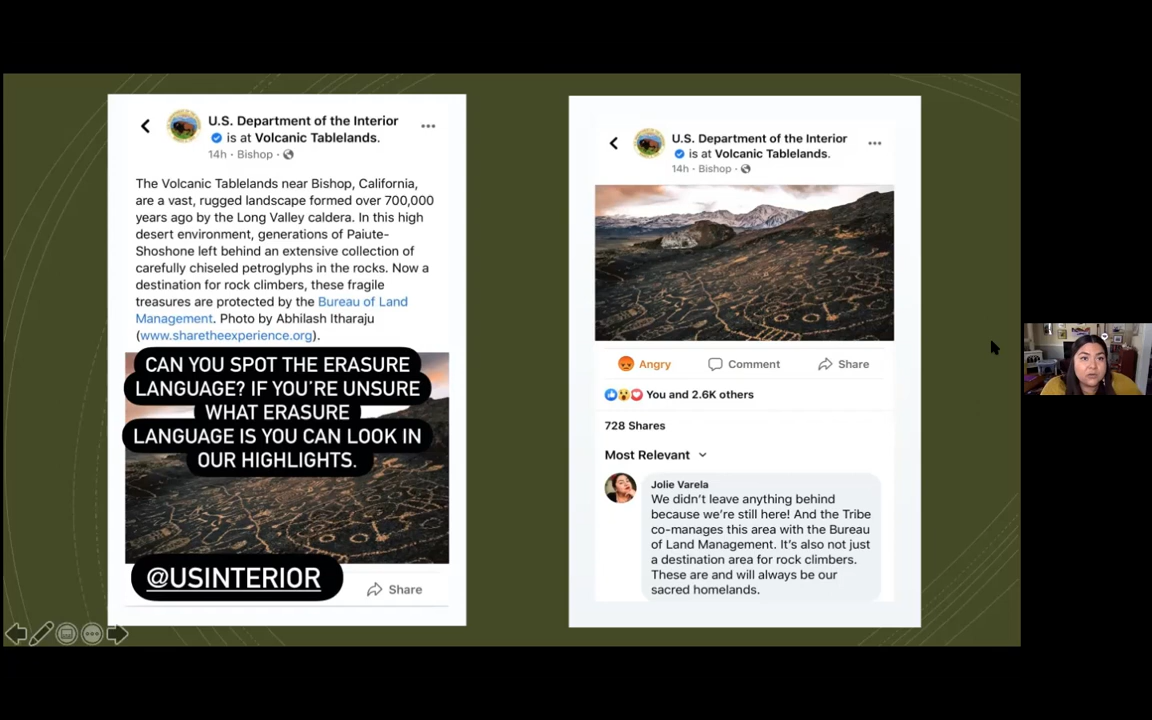 U.S. Department of the Interior
is at Volcanic Tablelands.
14h · Bishop ·
The Volcanic Tablelands near Bishop, California,
are a vast, rugged landscape formed over 700,000
years ago by the Long Valley caldera. In this high
desert environment, generations of Paiute-
Shoshone left behind an extensive collection of
carefully chiseled petroglyphs in the rocks. Now a
destination for rock climbers, these fragile
treasures are protected by the Bureau of Land
Management. Photo by Abhilash Itharaju
(www.sharetheexperience.org).
CAN YOU SPOT THE ERASURE
LANGUAGE? IF YOU'RE UNSURE
WHAT ERASURE
LANGUAGE IS YOU CAN LOOK IN
OUR HIGHLIGHTS.
@USINTERIOR
Share
U.S. Department of the Interior
is at Volcanic Tablelands.
14h · Bishop ·
Angry
Comment
Share
You and 2.6K others
728 Shares
Most Relevant
Jolie Varela
We didn't leave anything behind
because we're still here! And the Tribe
co-manages this area with the Bureau
of Land Management. It's also not just
a destination area for rock climbers.
These are and will always be our
sacred homelands.